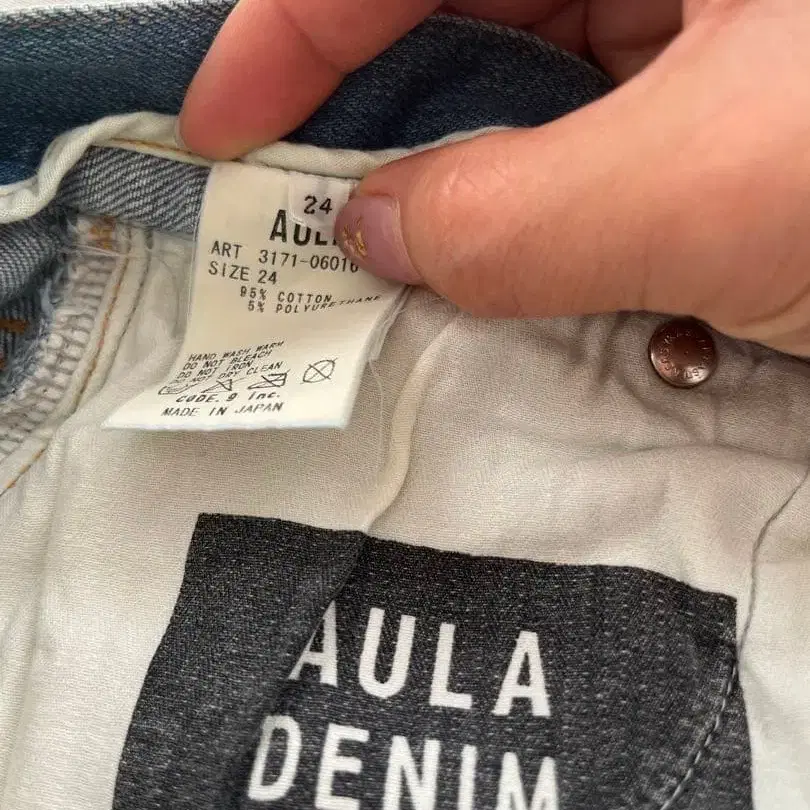 24
AUL
ART 3171-06016
SIZE 24
95% COTTON
5% POLYURETHANE
HAND WASH WARM
DO NOT BLEACH
DO NOT IRON
DO NOT DRY CLEAN
CODE. 9 Inc.
MADE IN JAPAN
AULA
DENIM